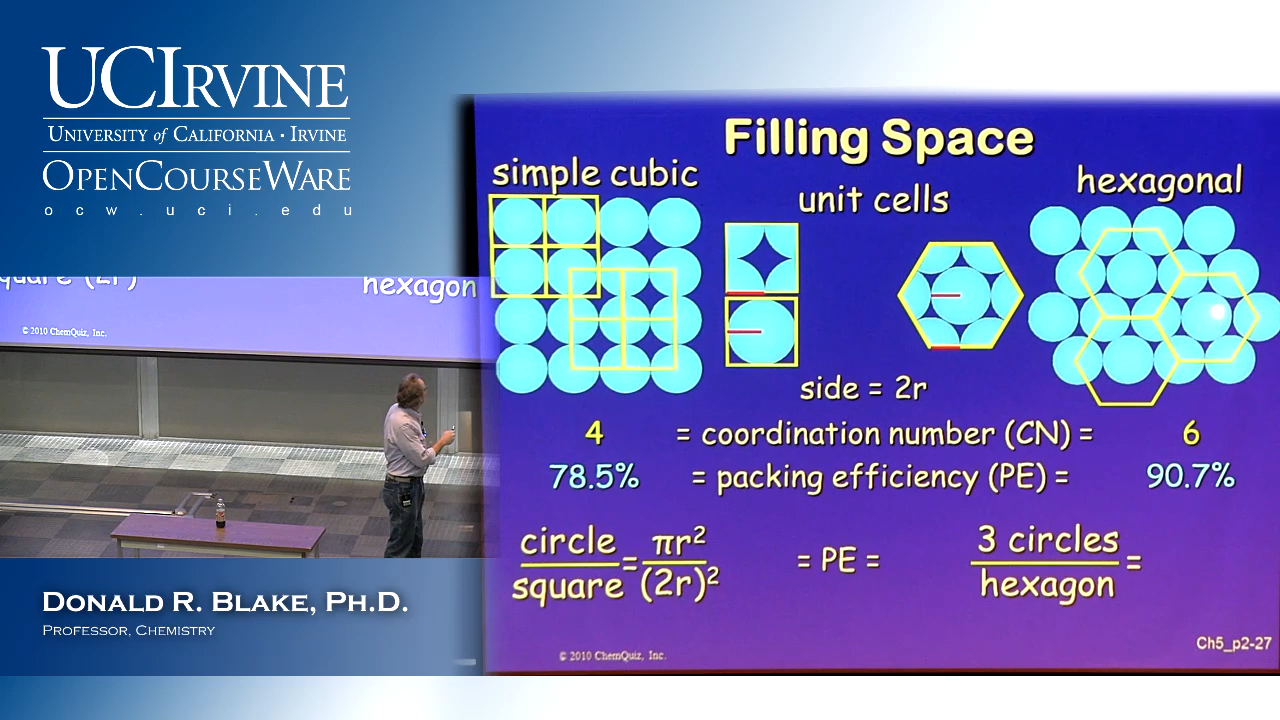 UCIRVINE
UNIVERSITY of CALIFORNIA · IRVINE
OPENCOURSEWARE
ocw.uci.edu
quare (2r)
hexagon
© 2010 ChemQuiz, Inc.
DONALD R. BLAKE, PH.D.
PROFESSOR, CHEMISTRY
Filling Space
simple cubic
unit cells
hexagonal
side = 2r
4 = coordination number (CN) = 6
78.5% = packing efficiency (PE) = 90.7%
circle/square = πr²/(2r)² = PE = 3 circles/hexagon =
Ch5_p2-27
© 2010 ChemQuiz, Inc.